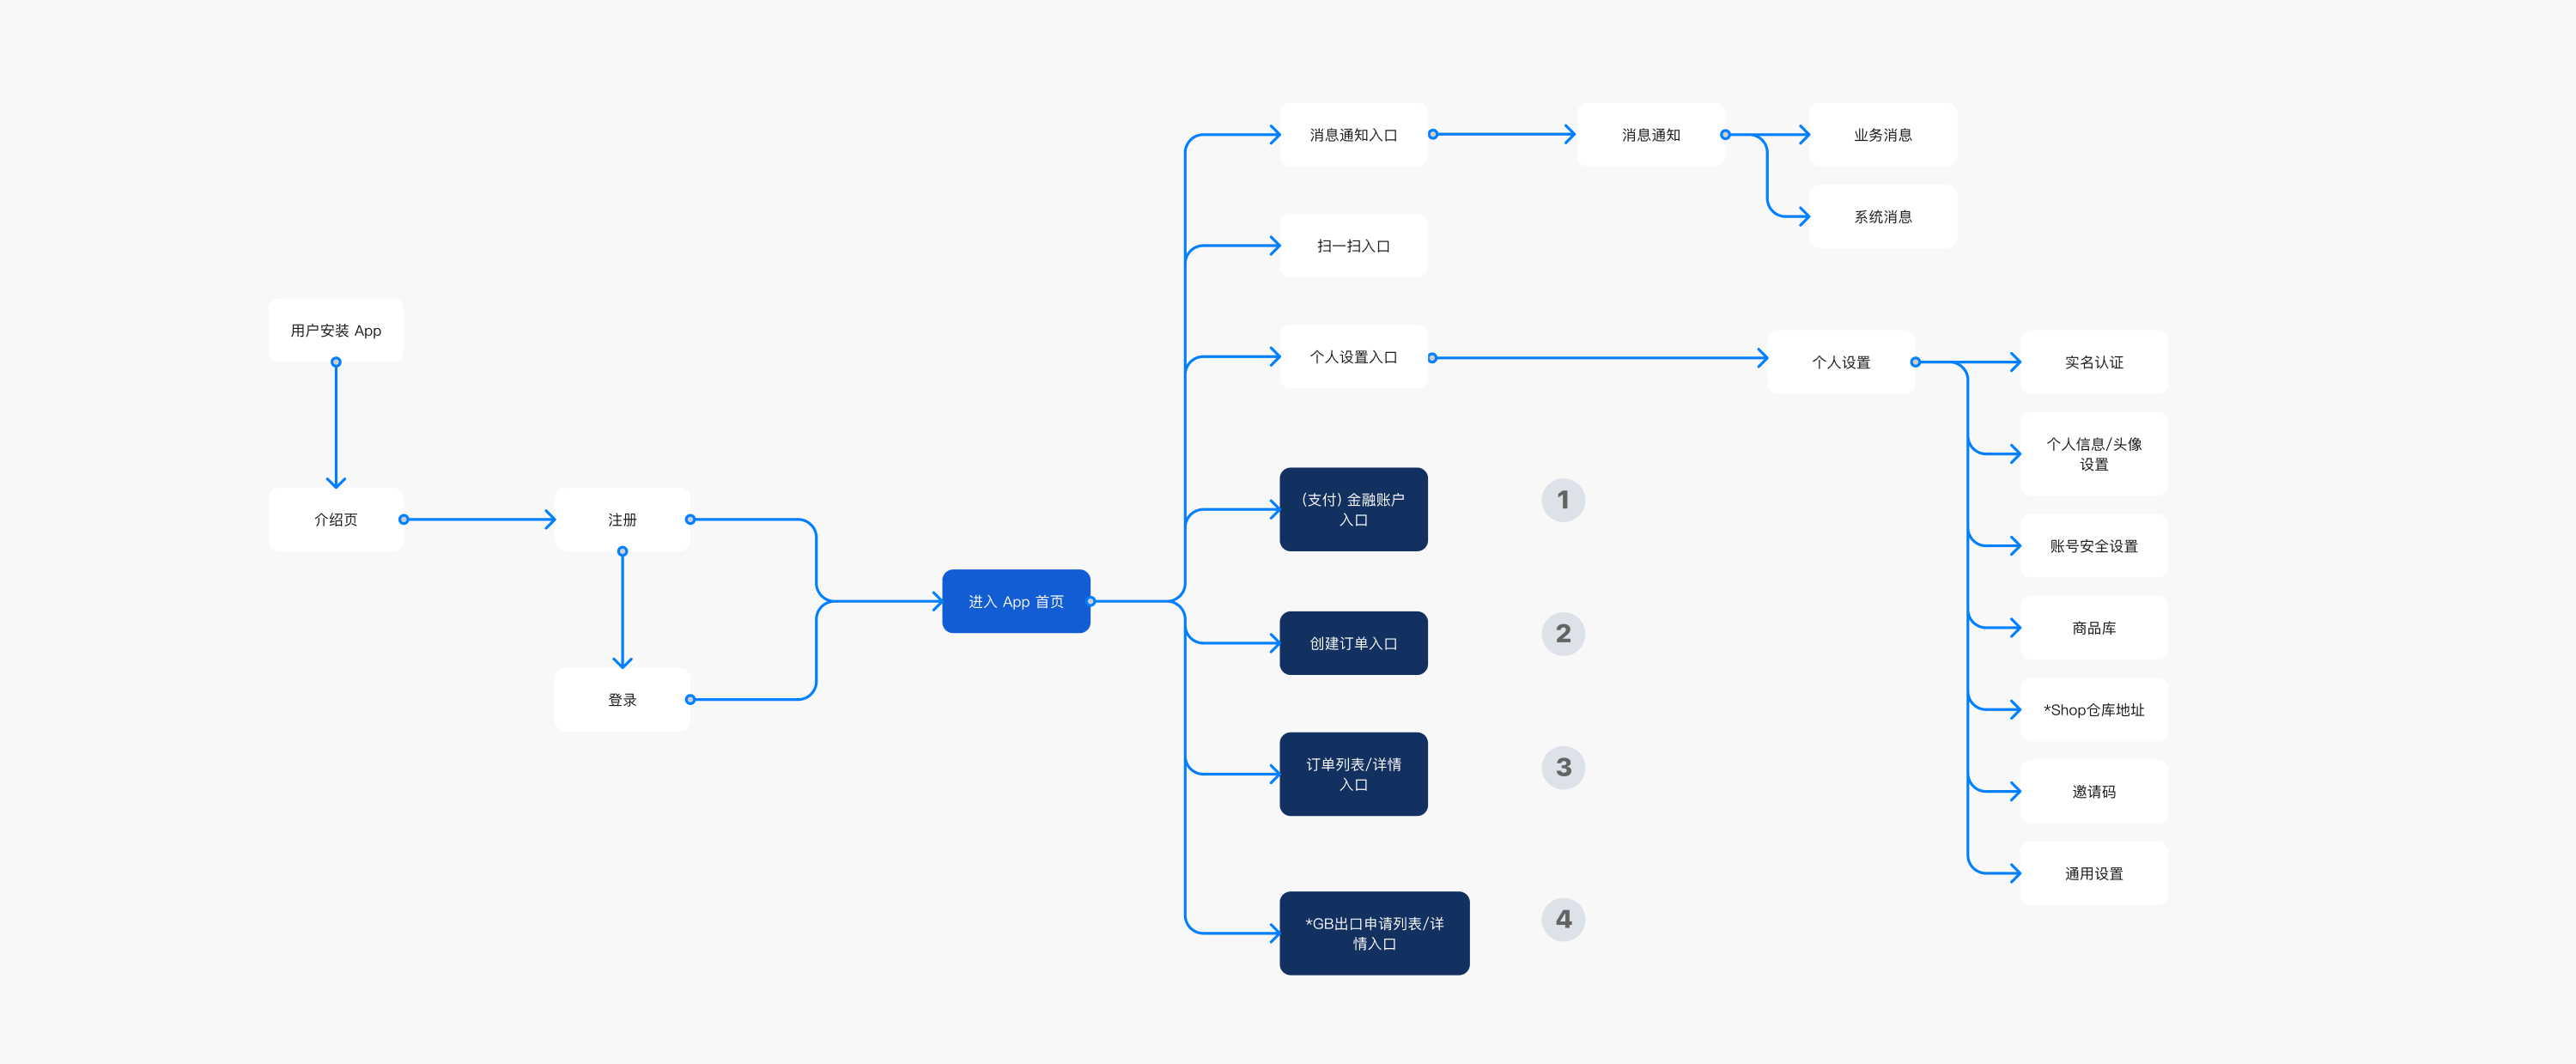 消息通知入口
消息通知
业务消息
系统消息
扫一扫入口
用户安装 App
个人设置入口
个人设置
实名认证
个人信息/头像
设置
(支付) 金融账户
入口
1
介绍页
注册
账号安全设置
进入 App 首页
创建订单入口
2
商品库
登录
*Shop仓库地址
订单列表/详情
入口
3
邀请码
通用设置
*GB出口申请列表/详
情入口
4